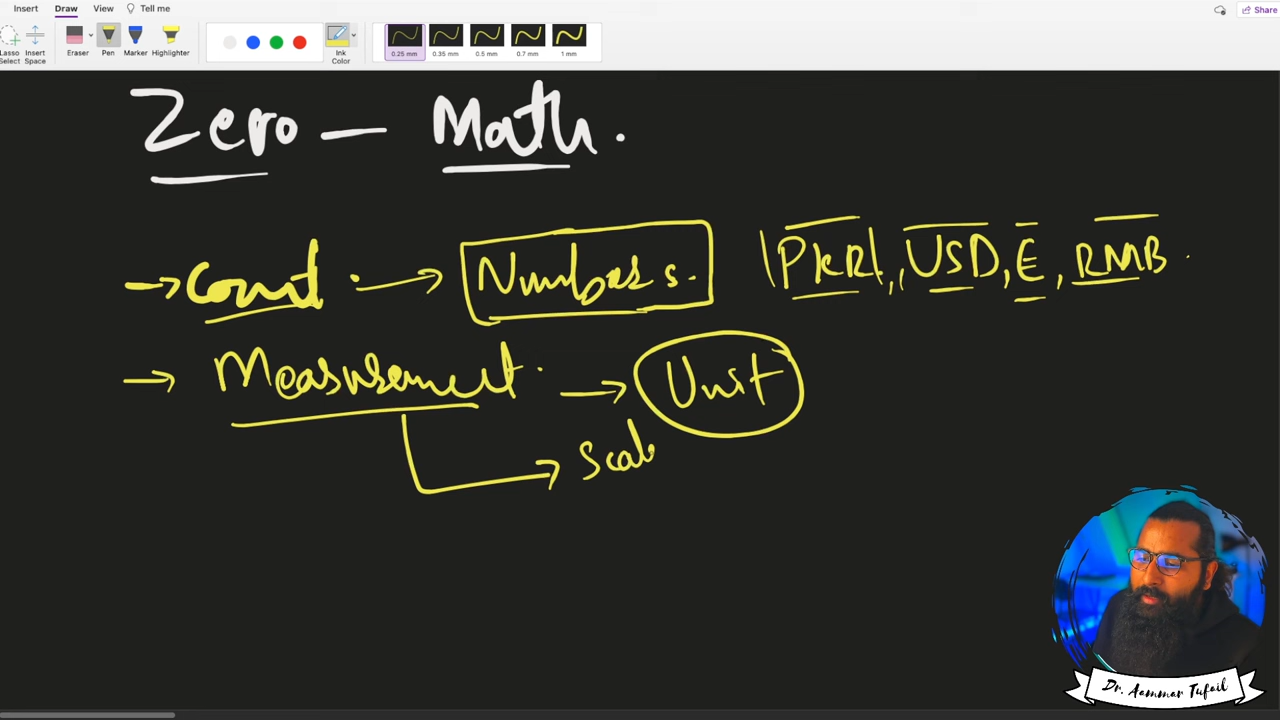 Insert Draw View Tell me
Share
Lasso Select
Insert Space
Eraser
Pen
Marker
Highlighter
Ink Color
0.25 mm
0.35 mm
0.5 mm
0.7 mm
1 mm
Zero - Math.
→ Count. → Numbers. PKR, USD, E, RMB.
→ Measurement. → Unit
→ Scal
Dr. Aammar Tufail